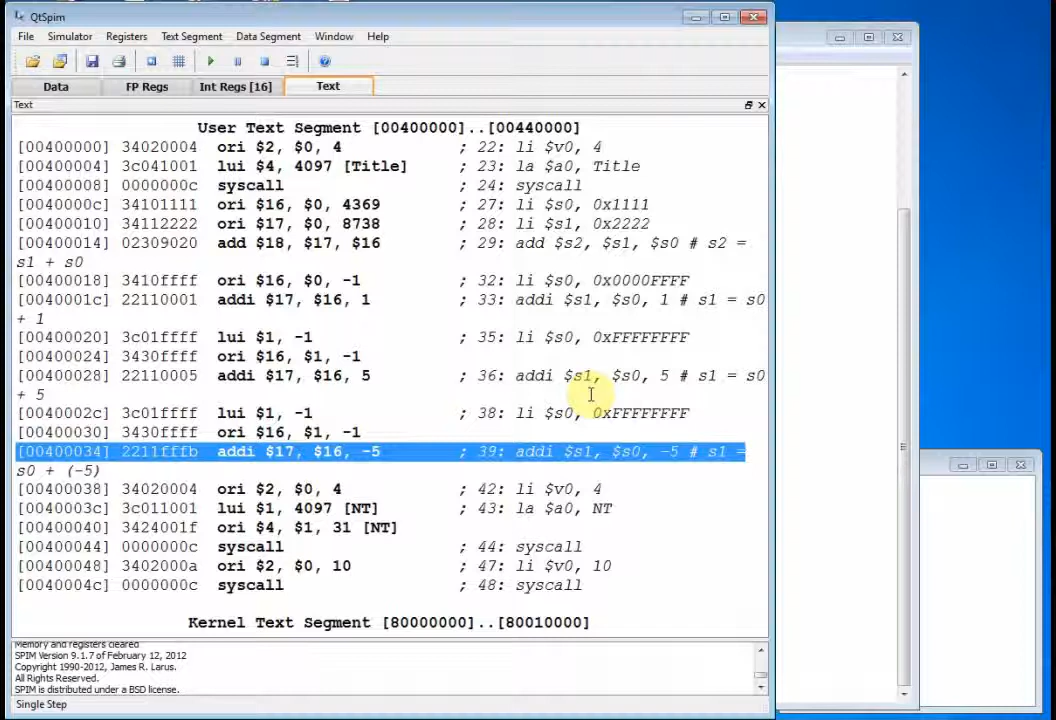 QtSpim
File Simulator Registers Text Segment Data Segment Window Help
Data FP Regs Int Regs [16] Text
Text
User Text Segment [00400000]..[00440000]
[00400000] 34020004 ori $2, $0, 4 ; 22: li $v0, 4
[00400004] 3c041001 lui $4, 4097 [Title] ; 23: la $a0, Title
[00400008] 0000000c syscall ; 24: syscall
[0040000c] 34101111 ori $16, $0, 4369 ; 27: li $s0, 0x1111
[00400010] 34112222 ori $17, $0, 8738 ; 28: li $s1, 0x2222
[00400014] 02309020 add $18, $17, $16 ; 29: add $s2, $s1, $s0 # s2 =
s1 + s0
[00400018] 3410ffff ori $16, $0, -1 ; 32: li $s0, 0x0000FFFF
[0040001c] 22110001 addi $17, $16, 1 ; 33: addi $s1, $s0, 1 # s1 = s0
+ 1
[00400020] 3c01ffff lui $1, -1 ; 35: li $s0, 0xFFFFFFFF
[00400024] 3430ffff ori $16, $1, -1
[00400028] 22110005 addi $17, $16, 5 ; 36: addi $s1, $s0, 5 # s1 = s0
+ 5
[0040002c] 3c01ffff lui $1, -1 ; 38: li $s0, 0xFFFFFFFF
[00400030] 3430ffff ori $16, $1, -1
[00400034] 2211fffb addi $17, $16, -5 ; 39: addi $s1, $s0, -5 # s1 =
s0 + (-5)
[00400038] 34020004 ori $2, $0, 4 ; 42: li $v0, 4
[0040003c] 3c011001 lui $1, 4097 [NT] ; 43: la $a0, NT
[00400040] 3424001f ori $4, $1, 31 [NT]
[00400044] 0000000c syscall ; 44: syscall
[00400048] 3402000a ori $2, $0, 10 ; 47: li $v0, 10
[0040004c] 0000000c syscall ; 48: syscall
Kernel Text Segment [80000000]..[80010000]
Memory and registers cleared
SPIM Version 9.1.7 of February 12, 2012
Copyright 1990-2012, James R. Larus.
All Rights Reserved.
SPIM is distributed under a BSD license.
Single Step